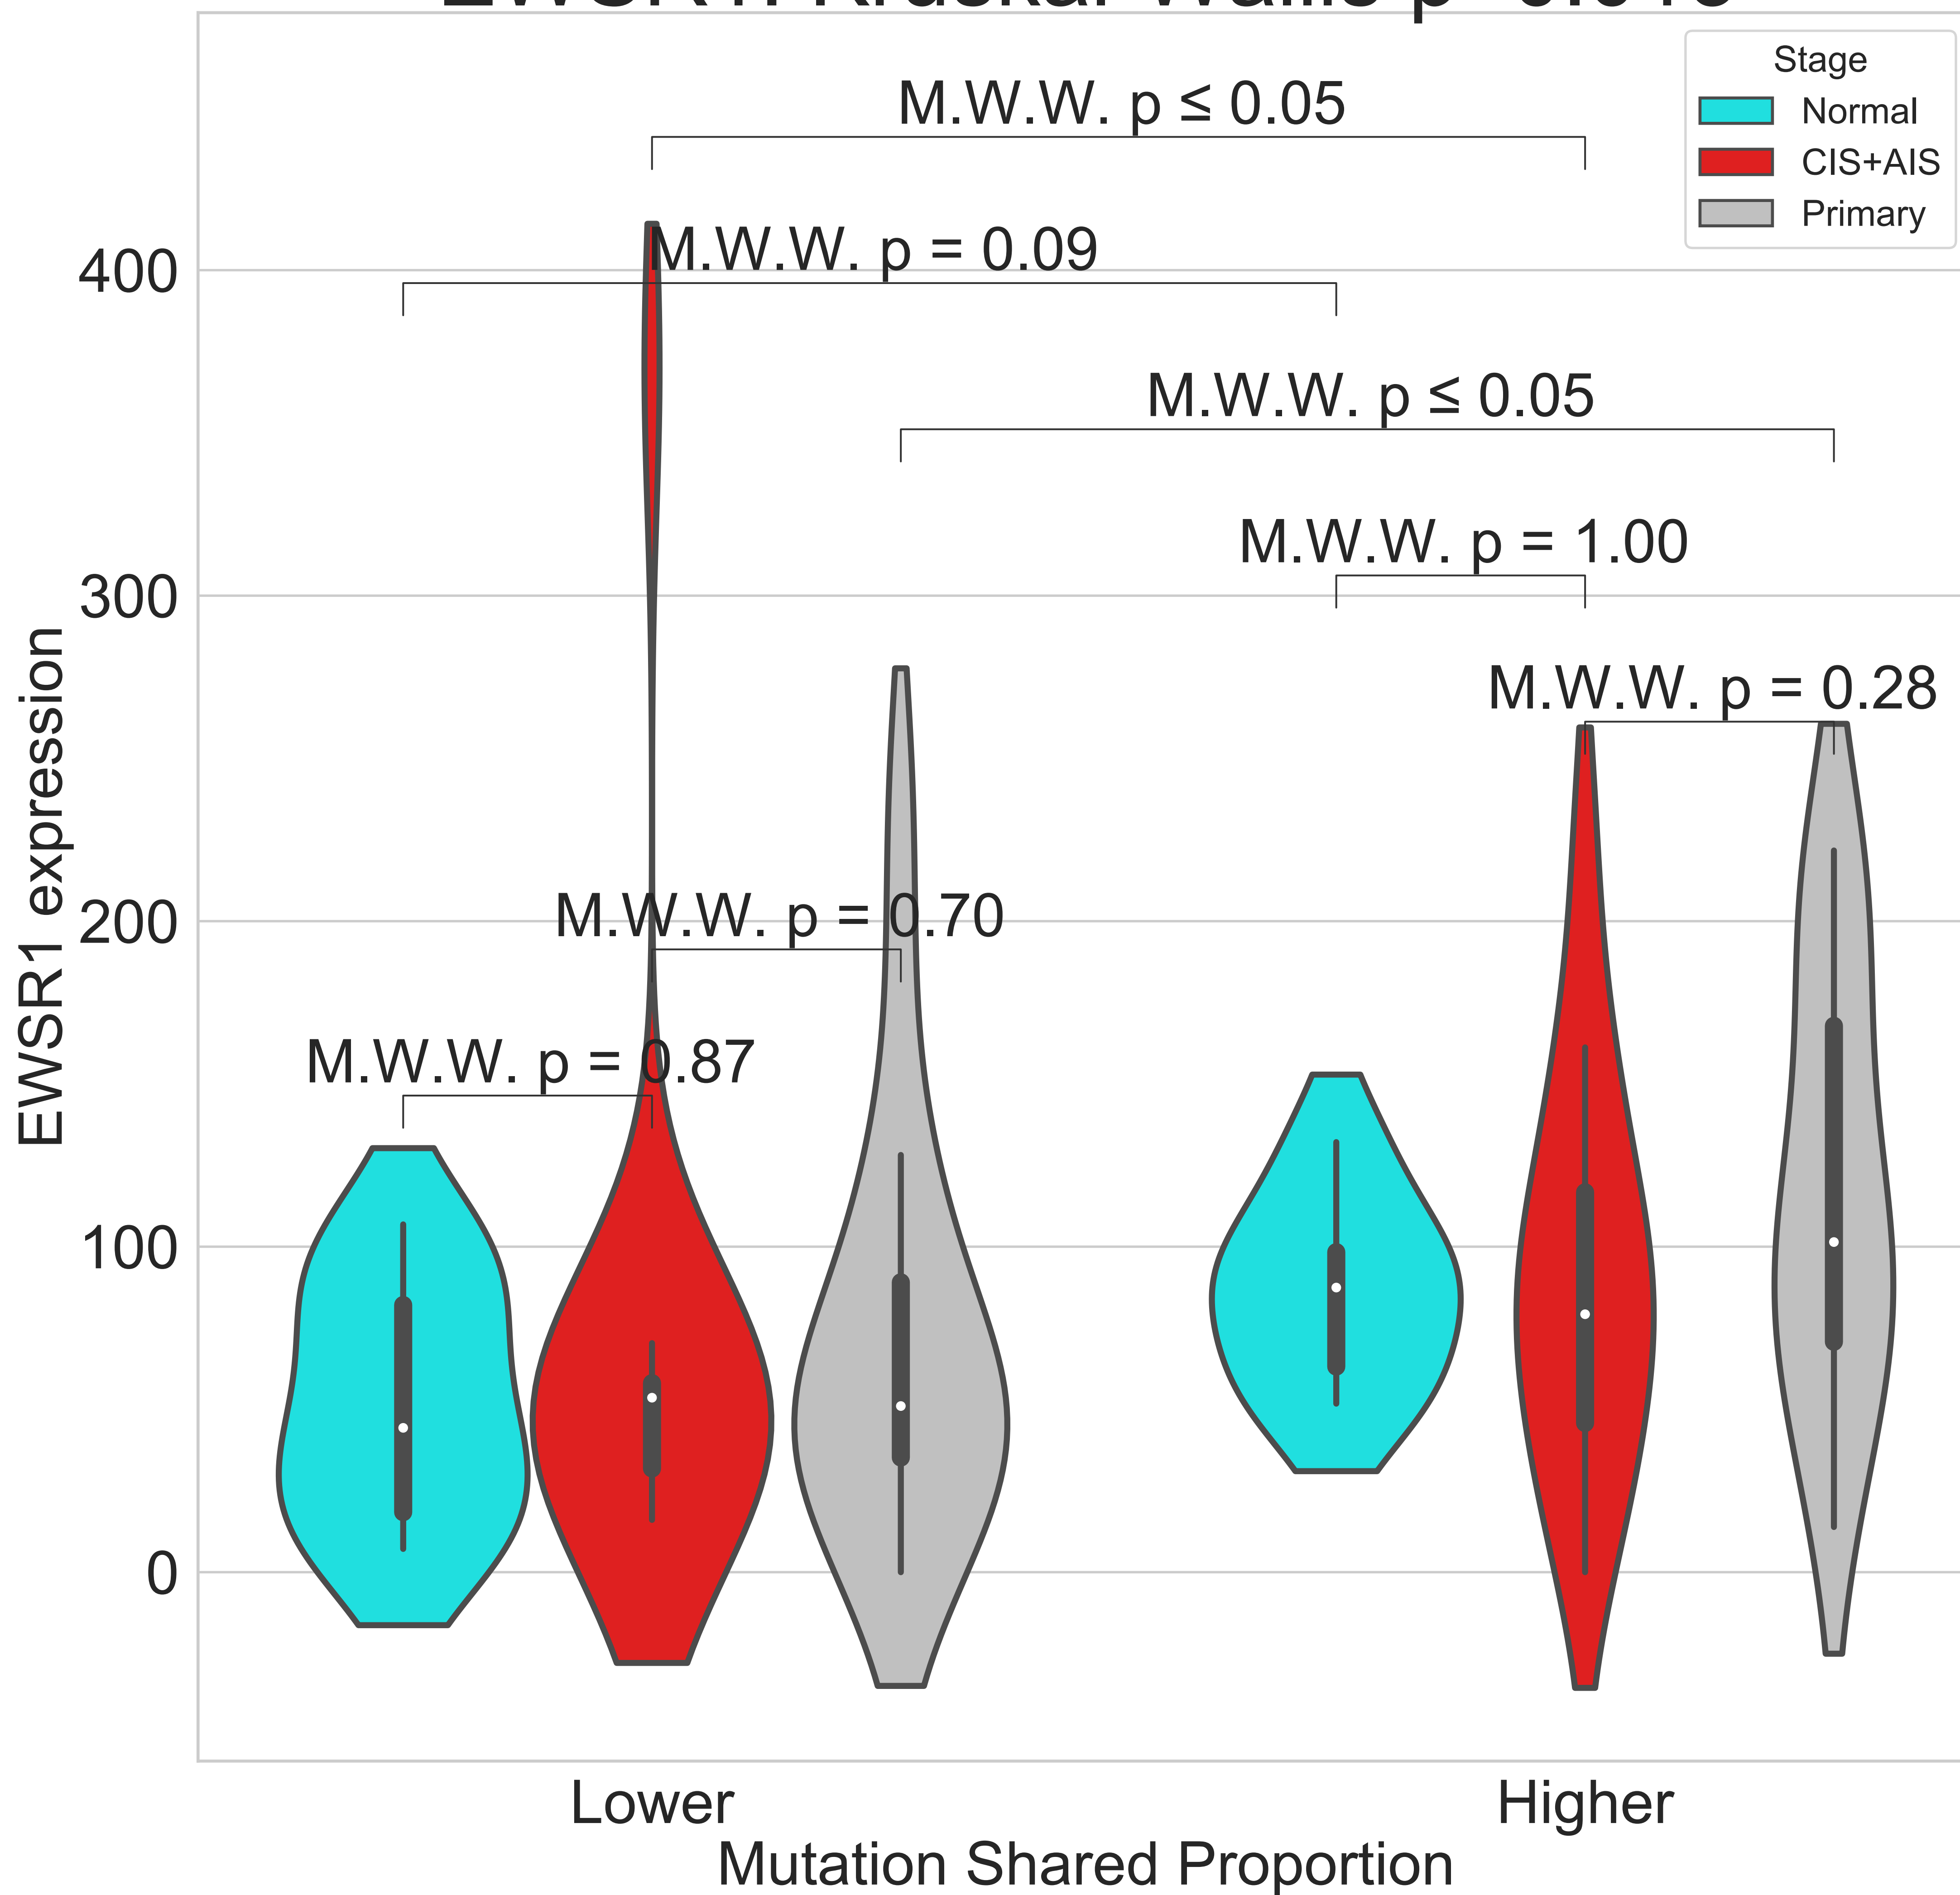 Stage
Normal
CIS+AIS
Primary
M.W.W. p ≤ 0.05
M.W.W. p = 0.09
M.W.W. p ≤ 0.05
M.W.W. p = 1.00
M.W.W. p = 0.28
M.W.W. p = 0.70
M.W.W. p = 0.87
400
300
200
100
0
EWSR1 expression
Lower
Higher
Mutation Shared Proportion